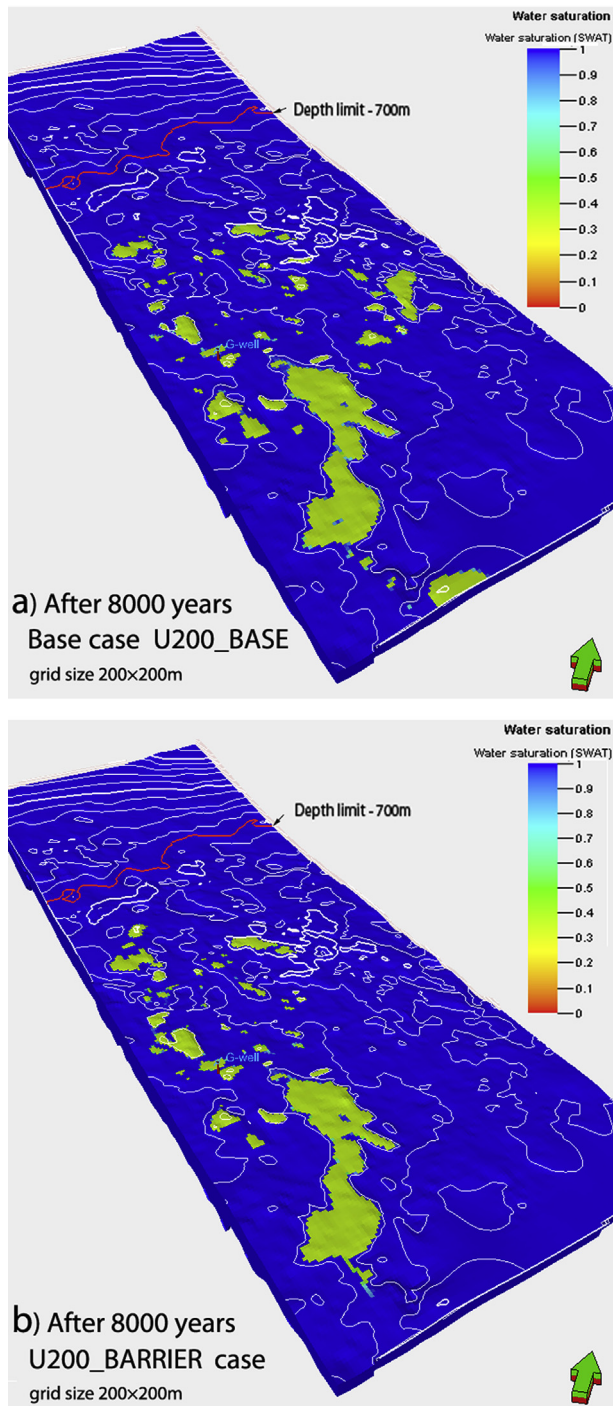 Water saturation
Water saturation (SWAT)
1
0.9
0.8
0.7
0.6
0.5
0.4
0.3
0.2
0.1
0
Depth limit - 700m
G-well
a) After 8000 years
Base case U200_BASE
grid size 200×200m
Water saturation
Water saturation (SWAT)
1
0.9
0.8
0.7
0.6
0.5
0.4
0.3
0.2
0.1
0
Depth limit - 700m
G-well
b) After 8000 years
U200_BARRIER case
grid size 200×200m